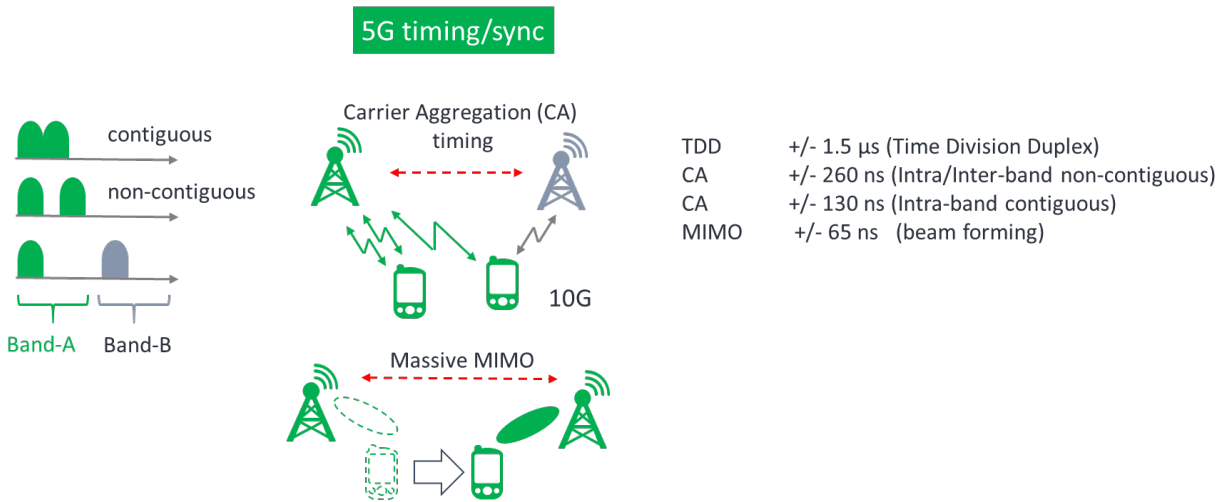 5G timing/sync
contiguous
non-contiguous
Band-A
Band-B
Carrier Aggregation (CA)
timing
10G
Massive MIMO
TDD +/- 1.5 µs (Time Division Duplex)
CA +/- 260 ns (Intra/Inter-band non-contiguous)
CA +/- 130 ns (Intra-band contiguous)
MIMO +/- 65 ns (beam forming)